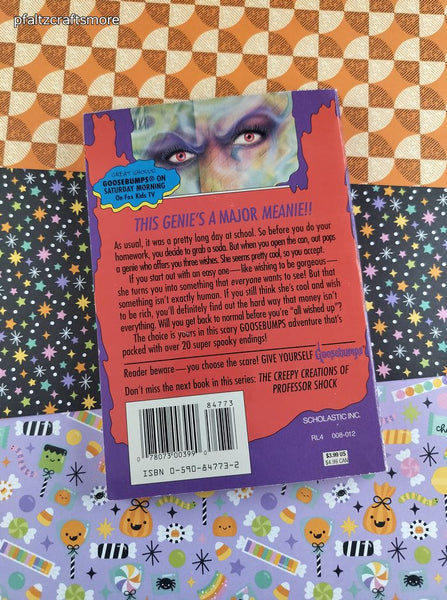 pfaltzcraftsmore
GREAT GHOULS!
GOOSEBUMPS® ON
SATURDAY MORNING
On Fox Kids TV
THIS GENIE'S A MAJOR MEANIE!!
As usual, it was a pretty long day at school. So before you do your
homework, you decide to grab a soda. But when you open the can, out pops
a genie who offers you three wishes. She seems pretty cool, so you accept.
If you start out with an easy one—like wishing to be gorgeous—
she turns you into something that everyone wants to see! But that
something isn't exactly human. If you still think she's cool and wish
to be rich, you'll definitely find out the hard way that money isn't
everything. Will you get back to normal before you're "all wished up"?
The choice is yours in this scary GOOSEBUMPS adventure that's
packed with over 20 super spooky endings!
Reader beware—you choose the scare! GIVE YOURSELF Goosebumps®
Don't miss the next book in this series: THE CREEPY CREATIONS OF
PROFESSOR SHOCK
84773
0 78073 00399 0
ISBN 0-590-84773-2
SCHOLASTIC INC.
RL4 008-012
$3.99 US
$4.99 CAN